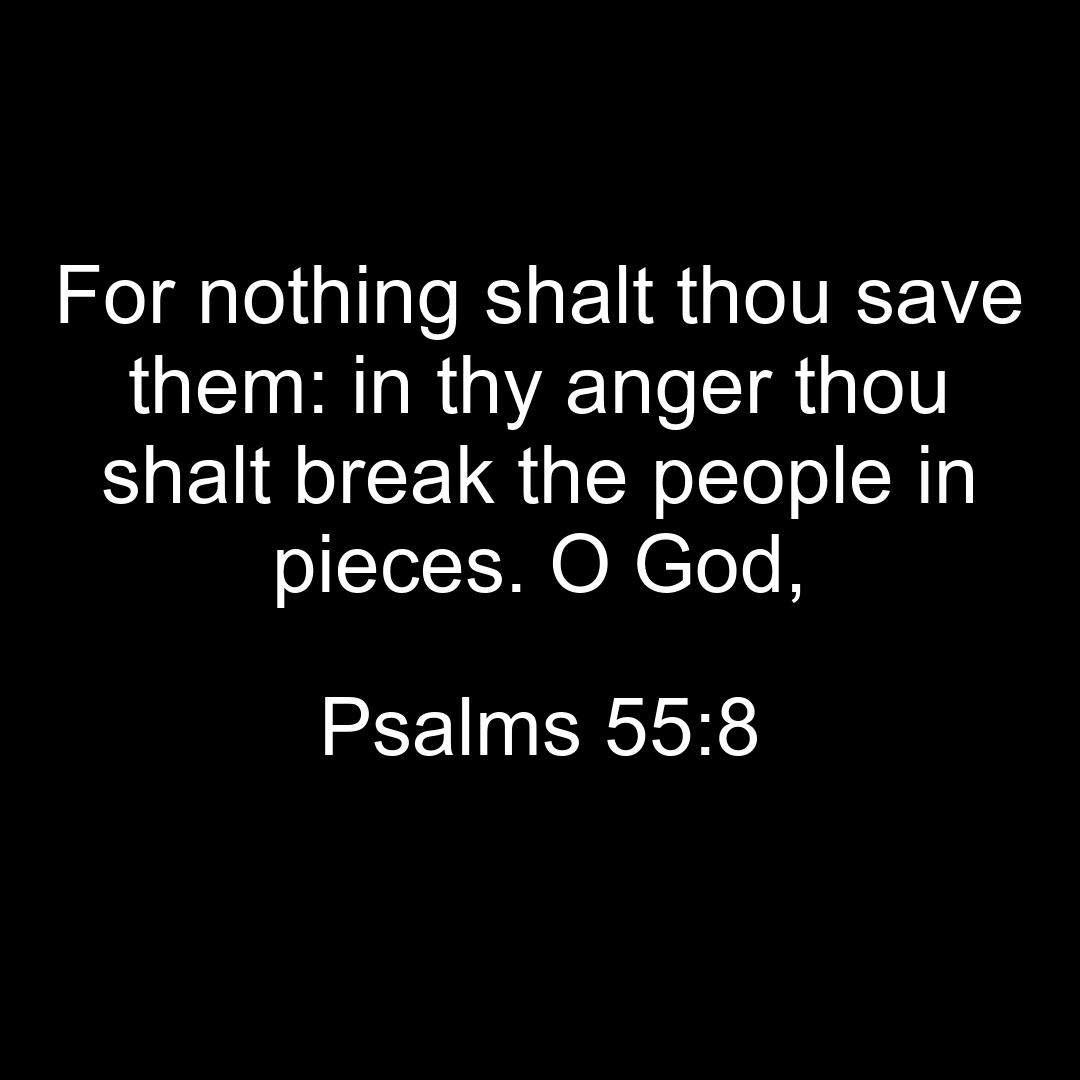 For nothing shalt thou save
them: in thy anger thou
shalt break the people in
pieces. O God,
Psalms 55:8